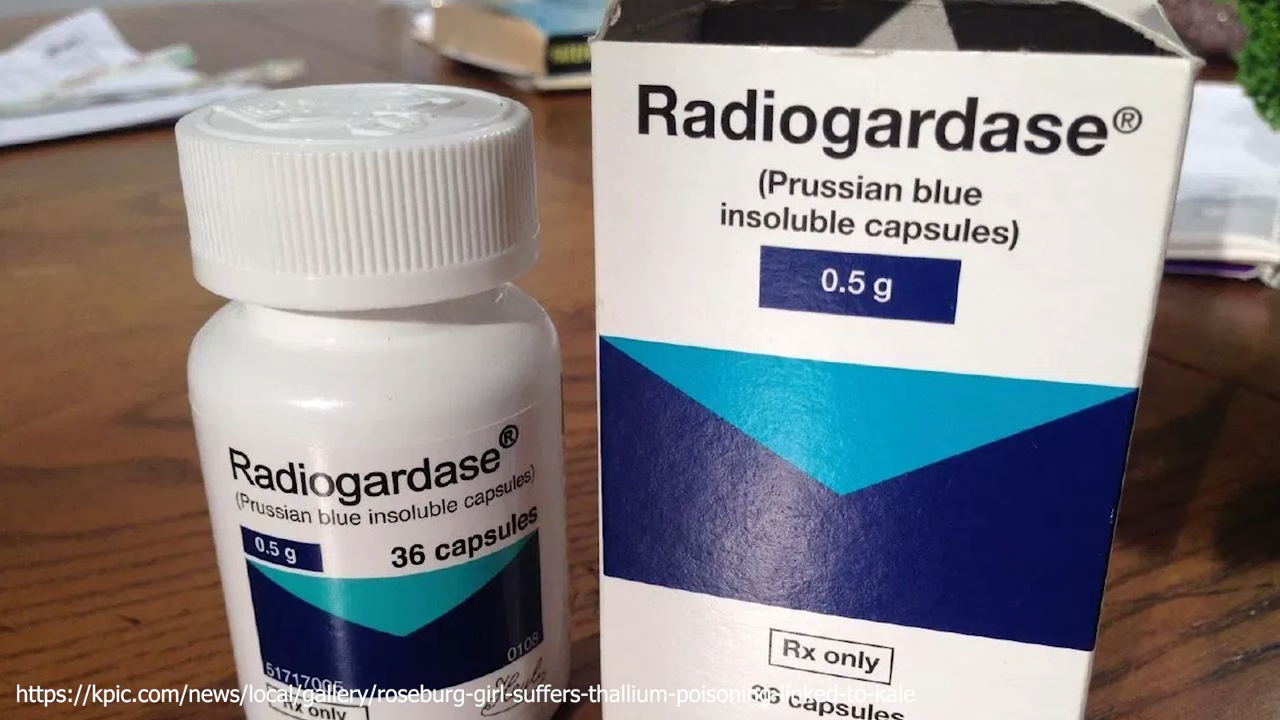 Radiogardase®
(Prussian blue
insoluble capsules)
0.5 g
Rx only
36 capsules
Radiogardase®
(Prussian blue insoluble capsules)
0.5 g
36 capsules
0108
Rx only
https://kpic.com/news/local/gallery/roseburg-girl-suffers-thallium-poisoning-linked-to-kale